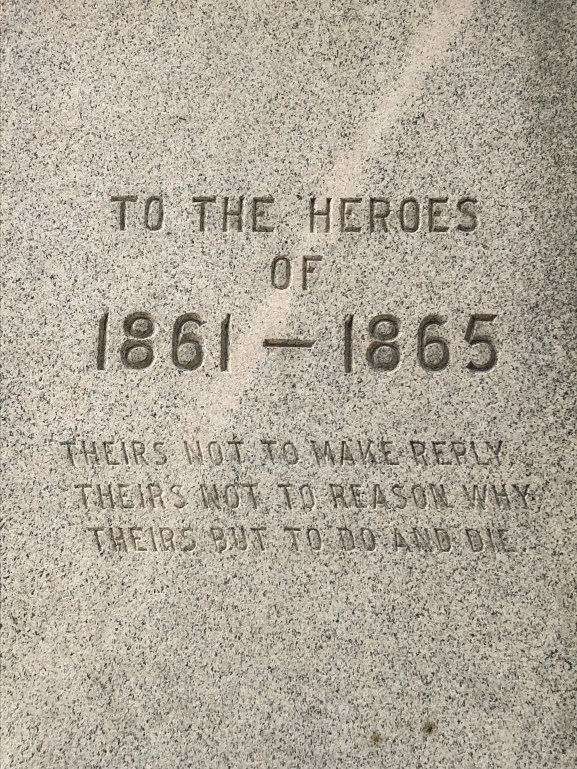 TO THE HEROES
OF
1861 — 1865
THEIRS NOT TO MAKE REPLY
THEIRS NOT TO REASON WHY
THEIRS BUT TO DO AND DIE.